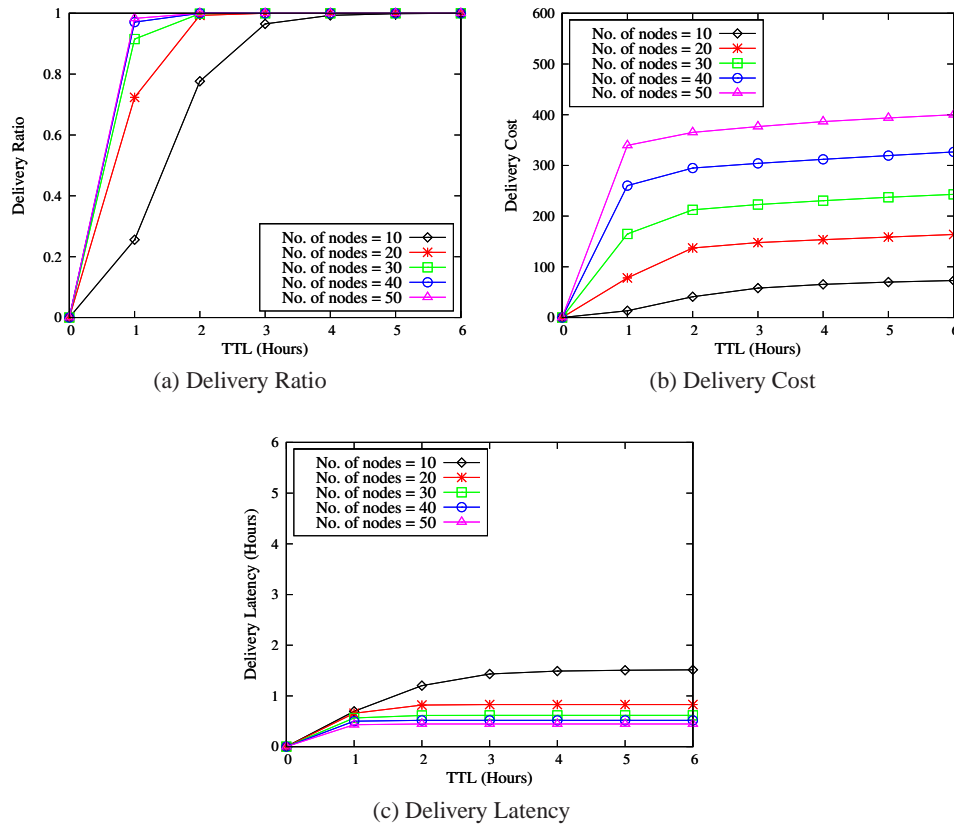 1
0.8
0.6
0.4
0.2
0
Delivery Ratio
No. of nodes = 10
No. of nodes = 20
No. of nodes = 30
No. of nodes = 40
No. of nodes = 50
0 1 2 3 4 5 6
TTL (Hours)
(a) Delivery Ratio
600
500
400
300
200
100
0
Delivery Cost
No. of nodes = 10
No. of nodes = 20
No. of nodes = 30
No. of nodes = 40
No. of nodes = 50
0 1 2 3 4 5 6
TTL (Hours)
(b) Delivery Cost
6
5
4
3
2
1
0
Delivery Latency (Hours)
No. of nodes = 10
No. of nodes = 20
No. of nodes = 30
No. of nodes = 40
No. of nodes = 50
0 1 2 3 4 5 6
TTL (Hours)
(c) Delivery Latency